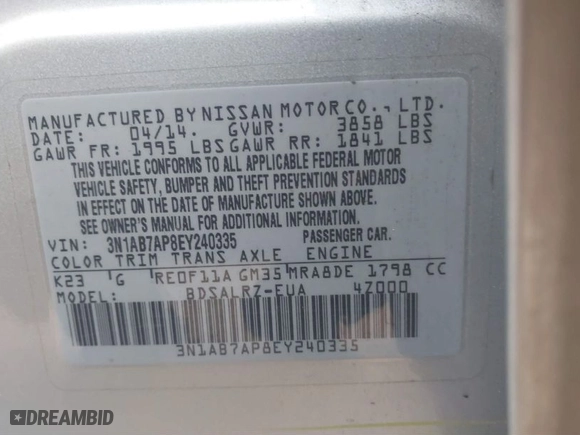 MANUFACTURED BY NISSAN MOTOR CO., LTD.
DATE: 04/14. GVWR: 3858 LBS
GAWR FR: 1995 LBS GAWR RR: 1841 LBS
THIS VEHICLE CONFORMS TO ALL APPLICABLE FEDERAL MOTOR
VEHICLE SAFETY, BUMPER AND THEFT PREVENTION STANDARDS
IN EFFECT ON THE DATE OF MANUFACTURE SHOWN ABOVE.
SEE OWNER'S MANUAL FOR ADDITIONAL INFORMATION.
VIN: 3N1AB7AP8EY240335 PASSENGER CAR.
COLOR TRIM TRANS AXLE ENGINE
K23 G RE0F11A GM35 MRA8DE 1798 CC
MODEL: BDSALRZ-EUA 4Z000
3N1AB7AP8EY240335
DREAMBID